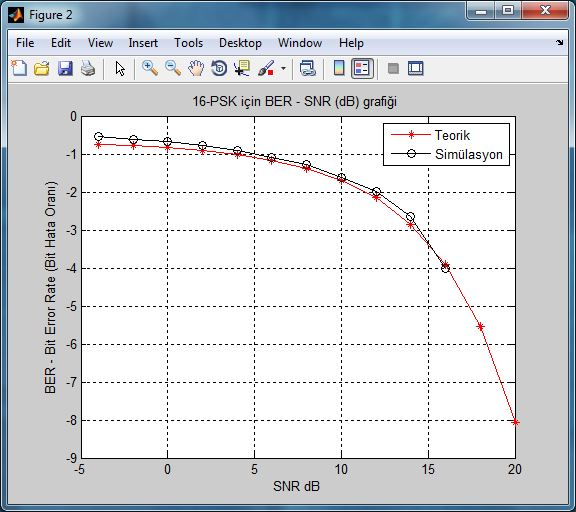 Figure 2
File Edit View Insert Tools Desktop Window Help
16-PSK için BER - SNR (dB) grafiği
Teorik
Simülasyon
BER - Bit Error Rate (Bit Hata Oranı)
0
-1
-2
-3
-4
-5
-6
-7
-8
-9
-5 0 5 10 15 20
SNR dB